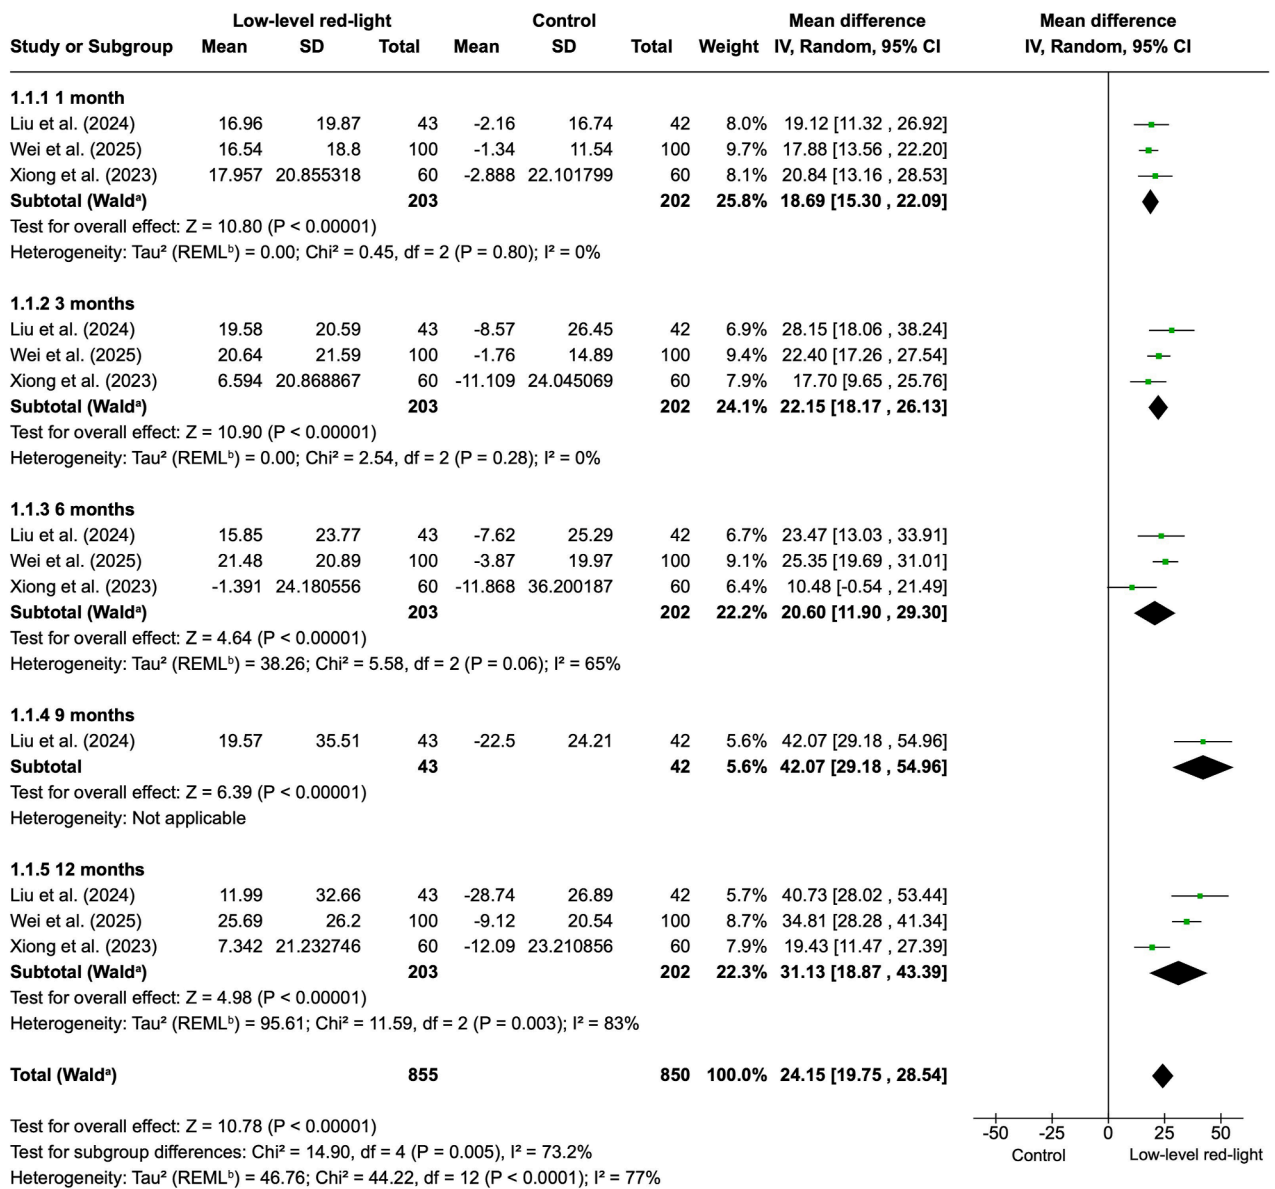 Low-level red-light Control Mean difference Mean difference
Study or Subgroup Mean SD Total Mean SD Total Weight IV, Random, 95% CI IV, Random, 95% CI
1.1.1 1 month
Liu et al. (2024) 16.96 19.87 43 -2.16 16.74 42 8.0% 19.12 [11.32 , 26.92]
Wei et al. (2025) 16.54 18.8 100 -1.34 11.54 100 9.7% 17.88 [13.56 , 22.20]
Xiong et al. (2023) 17.957 20.855318 60 -2.888 22.101799 60 8.1% 20.84 [13.16 , 28.53]
Subtotal (Waldᵃ) 203 202 25.8% 18.69 [15.30 , 22.09]
Test for overall effect: Z = 10.80 (P < 0.00001)
Heterogeneity: Tau² (REMLᵇ) = 0.00; Chi² = 0.45, df = 2 (P = 0.80); I² = 0%
1.1.2 3 months
Liu et al. (2024) 19.58 20.59 43 -8.57 26.45 42 6.9% 28.15 [18.06 , 38.24]
Wei et al. (2025) 20.64 21.59 100 -1.76 14.89 100 9.4% 22.40 [17.26 , 27.54]
Xiong et al. (2023) 6.594 20.868867 60 -11.109 24.045069 60 7.9% 17.70 [9.65 , 25.76]
Subtotal (Waldᵃ) 203 202 24.1% 22.15 [18.17 , 26.13]
Test for overall effect: Z = 10.90 (P < 0.00001)
Heterogeneity: Tau² (REMLᵇ) = 0.00; Chi² = 2.54, df = 2 (P = 0.28); I² = 0%
1.1.3 6 months
Liu et al. (2024) 15.85 23.77 43 -7.62 25.29 42 6.7% 23.47 [13.03 , 33.91]
Wei et al. (2025) 21.48 20.89 100 -3.87 19.97 100 9.1% 25.35 [19.69 , 31.01]
Xiong et al. (2023) -1.391 24.180556 60 -11.868 36.200187 60 6.4% 10.48 [-0.54 , 21.49]
Subtotal (Waldᵃ) 203 202 22.2% 20.60 [11.90 , 29.30]
Test for overall effect: Z = 4.64 (P < 0.00001)
Heterogeneity: Tau² (REMLᵇ) = 38.26; Chi² = 5.58, df = 2 (P = 0.06); I² = 65%
1.1.4 9 months
Liu et al. (2024) 19.57 35.51 43 -22.5 24.21 42 5.6% 42.07 [29.18 , 54.96]
Subtotal 43 42 5.6% 42.07 [29.18 , 54.96]
Test for overall effect: Z = 6.39 (P < 0.00001)
Heterogeneity: Not applicable
1.1.5 12 months
Liu et al. (2024) 11.99 32.66 43 -28.74 26.89 42 5.7% 40.73 [28.02 , 53.44]
Wei et al. (2025) 25.69 26.2 100 -9.12 20.54 100 8.7% 34.81 [28.28 , 41.34]
Xiong et al. (2023) 7.342 21.232746 60 -12.09 23.210856 60 7.9% 19.43 [11.47 , 27.39]
Subtotal (Waldᵃ) 203 202 22.3% 31.13 [18.87 , 43.39]
Test for overall effect: Z = 4.98 (P < 0.00001)
Heterogeneity: Tau² (REMLᵇ) = 95.61; Chi² = 11.59, df = 2 (P = 0.003); I² = 83%
Total (Waldᵃ) 855 850 100.0% 24.15 [19.75 , 28.54]
Test for overall effect: Z = 10.78 (P < 0.00001)
Test for subgroup differences: Chi² = 14.90, df = 4 (P = 0.005), I² = 73.2%
Heterogeneity: Tau² (REMLᵇ) = 46.76; Chi² = 44.22, df = 12 (P < 0.0001); I² = 77%
-50 -25 0 25 50
Control Low-level red-light